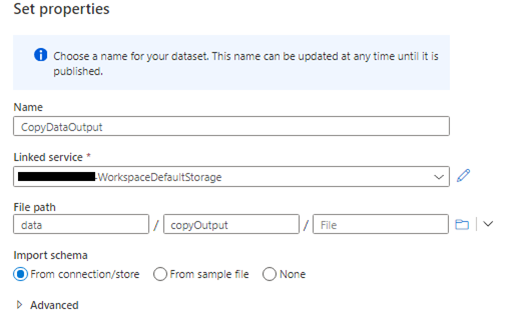 Set properties
Choose a name for your dataset. This name can be updated at any time until it is
published.
Name
CopyDataOutput
Linked service *
-WorkspaceDefaultStorage
File path
data / copyOutput / File
Import schema
From connection/store From sample file None
Advanced